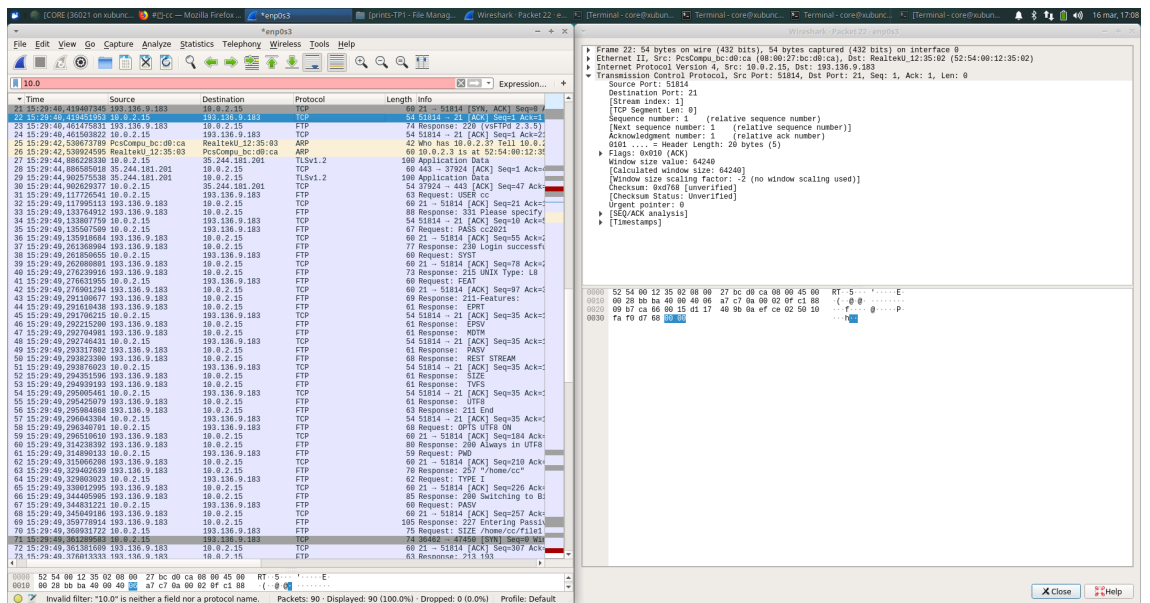 [CORE (36021 on xubunc...
cc — Mozilla Firefox ...
*enp0s3
[prints-TP1 - File Manag...
Wireshark · Packet 22 · e...
[Terminal - core@xubun...
Terminal - core@xubunc...
Terminal - core@xubunc...
[Terminal - core@xubun...
16 mar, 17:08
*enp0s3
File Edit View Go Capture Analyze Statistics Telephony Wireless Tools Help
10.0
Expression...
+
Time Source Destination Protocol Length Info
21 15:29:40,419407345 193.136.9.183 10.0.2.15 TCP 60 21 → 51814 [SYN, ACK] Seq=0 A
22 15:29:40,419451953 10.0.2.15 193.136.9.183 TCP 54 51814 → 21 [ACK] Seq=1 Ack=1
23 15:29:40,461475831 193.136.9.183 10.0.2.15 FTP 74 Response: 220 (vsFTPd 2.3.5)
24 15:29:40,461503822 10.0.2.15 193.136.9.183 TCP 54 51814 → 21 [ACK] Seq=1 Ack=21
25 15:29:42,530673789 PcsCompu_bc:d0:ca RealtekU_12:35:03 ARP 42 Who has 10.0.2.3? Tell 10.0.2
26 15:29:42,530924595 RealtekU_12:35:03 PcsCompu_bc:d0:ca ARP 60 10.0.2.3 is at 52:54:00:12:35
27 15:29:44,886228330 10.0.2.15 35.244.181.201 TLSv1.2 100 Application Data
28 15:29:44,886585018 35.244.181.201 10.0.2.15 TCP 60 443 → 37924 [ACK] Seq=1 Ack=4
29 15:29:44,902575538 35.244.181.201 10.0.2.15 TLSv1.2 100 Application Data
30 15:29:44,902629377 10.0.2.15 35.244.181.201 TCP 54 37924 → 443 [ACK] Seq=47 Ack=
31 15:29:49,117726541 10.0.2.15 193.136.9.183 FTP 63 Request: USER cc
32 15:29:49,117995113 193.136.9.183 10.0.2.15 TCP 60 21 → 51814 [ACK] Seq=21 Ack=1
33 15:29:49,133764912 193.136.9.183 10.0.2.15 FTP 88 Response: 331 Please specify
34 15:29:49,133807759 10.0.2.15 193.136.9.183 TCP 54 51814 → 21 [ACK] Seq=10 Ack=5
35 15:29:49,135507509 10.0.2.15 193.136.9.183 FTP 67 Request: PASS cc2021
36 15:29:49,135918684 193.136.9.183 10.0.2.15 TCP 60 21 → 51814 [ACK] Seq=55 Ack=2
37 15:29:49,261368904 193.136.9.183 10.0.2.15 FTP 77 Response: 230 Login successfu
38 15:29:49,261850655 10.0.2.15 193.136.9.183 FTP 60 Request: SYST
39 15:29:49,262080801 193.136.9.183 10.0.2.15 TCP 60 21 → 51814 [ACK] Seq=78 Ack=2
40 15:29:49,276239916 193.136.9.183 10.0.2.15 FTP 73 Response: 215 UNIX Type: L8
41 15:29:49,276631955 10.0.2.15 193.136.9.183 FTP 60 Request: FEAT
42 15:29:49,276901294 193.136.9.183 10.0.2.15 TCP 60 21 → 51814 [ACK] Seq=97 Ack=3
43 15:29:49,291100677 193.136.9.183 10.0.2.15 FTP 69 Response: 211-Features:
44 15:29:49,291610438 193.136.9.183 10.0.2.15 FTP 61 Response: EPRT
45 15:29:49,291706215 10.0.2.15 193.136.9.183 TCP 54 51814 → 21 [ACK] Seq=35 Ack=1
46 15:29:49,292215200 193.136.9.183 10.0.2.15 FTP 61 Response: EPSV
47 15:29:49,292704981 193.136.9.183 10.0.2.15 FTP 61 Response: MDTM
48 15:29:49,292746431 10.0.2.15 193.136.9.183 TCP 54 51814 → 21 [ACK] Seq=35 Ack=1
49 15:29:49,293317802 193.136.9.183 10.0.2.15 FTP 61 Response: PASV
50 15:29:49,293823300 193.136.9.183 10.0.2.15 FTP 68 Response: REST STREAM
51 15:29:49,293876023 10.0.2.15 193.136.9.183 TCP 54 51814 → 21 [ACK] Seq=35 Ack=1
52 15:29:49,294351596 193.136.9.183 10.0.2.15 FTP 61 Response: SIZE
53 15:29:49,294939193 193.136.9.183 10.0.2.15 FTP 61 Response: TVFS
54 15:29:49,295005461 10.0.2.15 193.136.9.183 TCP 54 51814 → 21 [ACK] Seq=35 Ack=1
55 15:29:49,295425079 193.136.9.183 10.0.2.15 FTP 61 Response: UTF8
56 15:29:49,295984868 193.136.9.183 10.0.2.15 FTP 63 Response: 211 End
57 15:29:49,296043304 10.0.2.15 193.136.9.183 TCP 54 51814 → 21 [ACK] Seq=35 Ack=1
58 15:29:49,296340701 10.0.2.15 193.136.9.183 FTP 68 Request: OPTS UTF8 ON
59 15:29:49,296510610 193.136.9.183 10.0.2.15 TCP 60 21 → 51814 [ACK] Seq=184 Ack=
60 15:29:49,314238392 193.136.9.183 10.0.2.15 FTP 80 Response: 200 Always in UTF8
61 15:29:49,314890133 10.0.2.15 193.136.9.183 FTP 59 Request: PWD
62 15:29:49,315066208 193.136.9.183 10.0.2.15 TCP 60 21 → 51814 [ACK] Seq=210 Ack=
63 15:29:49,329402639 193.136.9.183 10.0.2.15 FTP 70 Response: 257 "/home/cc"
64 15:29:49,329803023 10.0.2.15 193.136.9.183 FTP 62 Request: TYPE I
65 15:29:49,330012995 193.136.9.183 10.0.2.15 TCP 60 21 → 51814 [ACK] Seq=226 Ack=
66 15:29:49,344405905 193.136.9.183 10.0.2.15 FTP 85 Response: 200 Switching to Bi
67 15:29:49,344831221 10.0.2.15 193.136.9.183 FTP 60 Request: PASV
68 15:29:49,345049186 193.136.9.183 10.0.2.15 TCP 60 21 → 51814 [ACK] Seq=257 Ack=
69 15:29:49,359778914 193.136.9.183 10.0.2.15 FTP 105 Response: 227 Entering Passiv
70 15:29:49,360931722 10.0.2.15 193.136.9.183 FTP 75 Request: SIZE /home/cc/file1
71 15:29:49,361289583 10.0.2.15 193.136.9.183 TCP 74 36462 → 47450 [SYN] Seq=0 Win
72 15:29:49,361381609 193.136.9.183 10.0.2.15 TCP 60 21 → 51814 [ACK] Seq=307 Ack=
73 15:29:49,376013333 193.136.9.183 10.0.2.15 FTP 63 Response: 213 193
0000 52 54 00 12 35 02 08 00 27 bc d0 ca 08 00 45 00 RT··5··· '·····E·
0010 00 28 bb ba 40 00 40 06 a7 c7 0a 00 02 0f c1 88 ·(··@·@· ········
Invalid filter: "10.0" is neither a field nor a protocol name.
Packets: 90 · Displayed: 90 (100.0%) · Dropped: 0 (0.0%)
Profile: Default
Wireshark · Packet 22 · enp0s3
Frame 22: 54 bytes on wire (432 bits), 54 bytes captured (432 bits) on interface 0
Ethernet II, Src: PcsCompu_bc:d0:ca (08:00:27:bc:d0:ca), Dst: RealtekU_12:35:02 (52:54:00:12:35:02)
Internet Protocol Version 4, Src: 10.0.2.15, Dst: 193.136.9.183
Transmission Control Protocol, Src Port: 51814, Dst Port: 21, Seq: 1, Ack: 1, Len: 0
Source Port: 51814
Destination Port: 21
[Stream index: 1]
[TCP Segment Len: 0]
Sequence number: 1 (relative sequence number)
[Next sequence number: 1 (relative sequence number)]
Acknowledgment number: 1 (relative ack number)
0101 .... = Header Length: 20 bytes (5)
Flags: 0x010 (ACK)
Window size value: 64240
[Calculated window size: 64240]
[Window size scaling factor: -2 (no window scaling used)]
Checksum: 0xd768 [unverified]
[Checksum Status: Unverified]
Urgent pointer: 0
[SEQ/ACK analysis]
[Timestamps]
0000 52 54 00 12 35 02 08 00 27 bc d0 ca 08 00 45 00 RT··5··· '·····E·
0010 00 28 bb ba 40 00 40 06 a7 c7 0a 00 02 0f c1 88 ·(··@·@· ········
0020 09 b7 ca 66 00 15 d1 17 40 9b 0a ef ce 02 50 10 ···f···· @·····P·
0030 fa f0 d7 68 00 00 ···h··
Close
Help